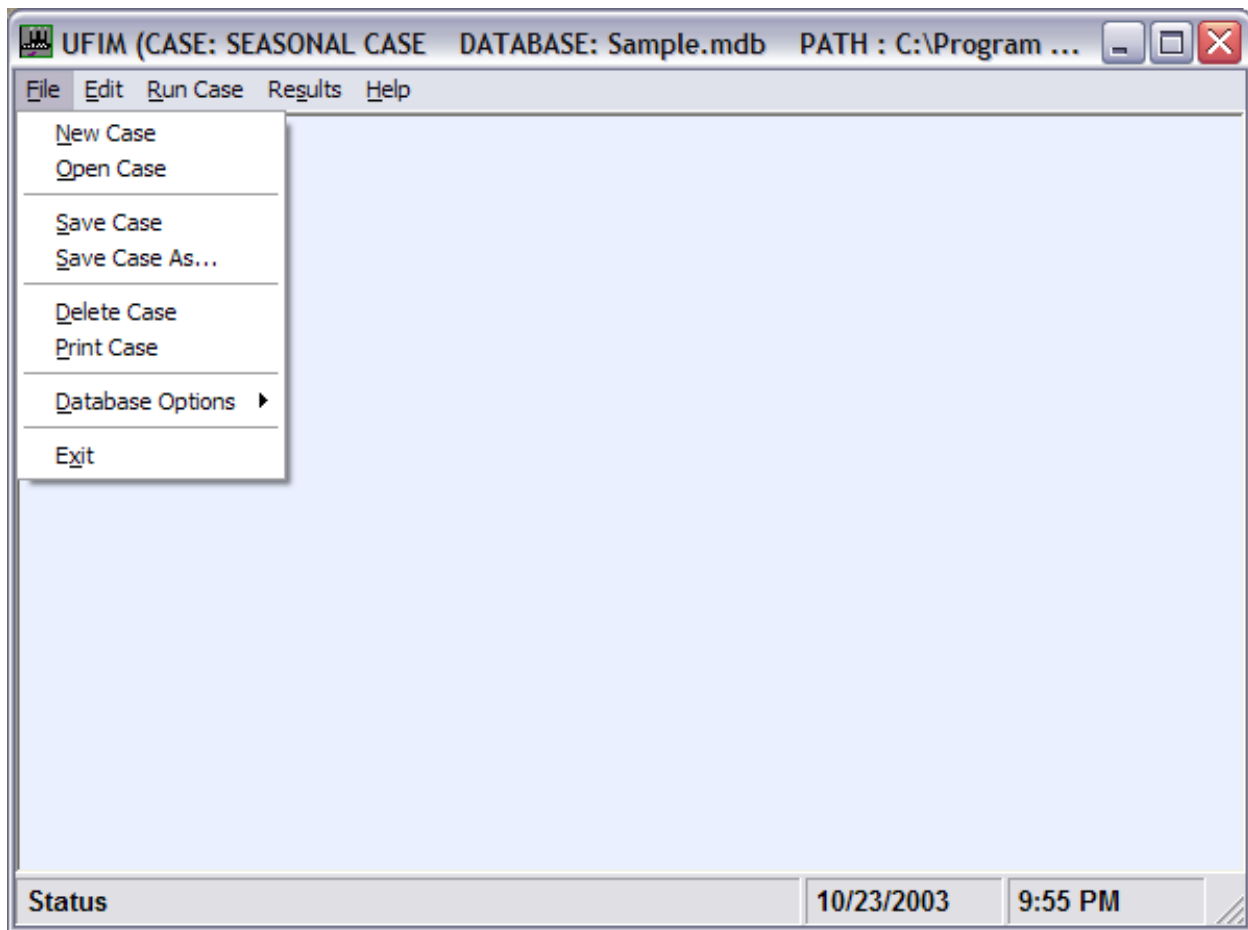 UFIM (CASE: SEASONAL CASE DATABASE: Sample.mdb PATH : C:\Program ...
File Edit Run Case Results Help
New Case
Open Case
Save Case
Save Case As...
Delete Case
Print Case
Database Options
Exit
Status 10/23/2003 9:55 PM